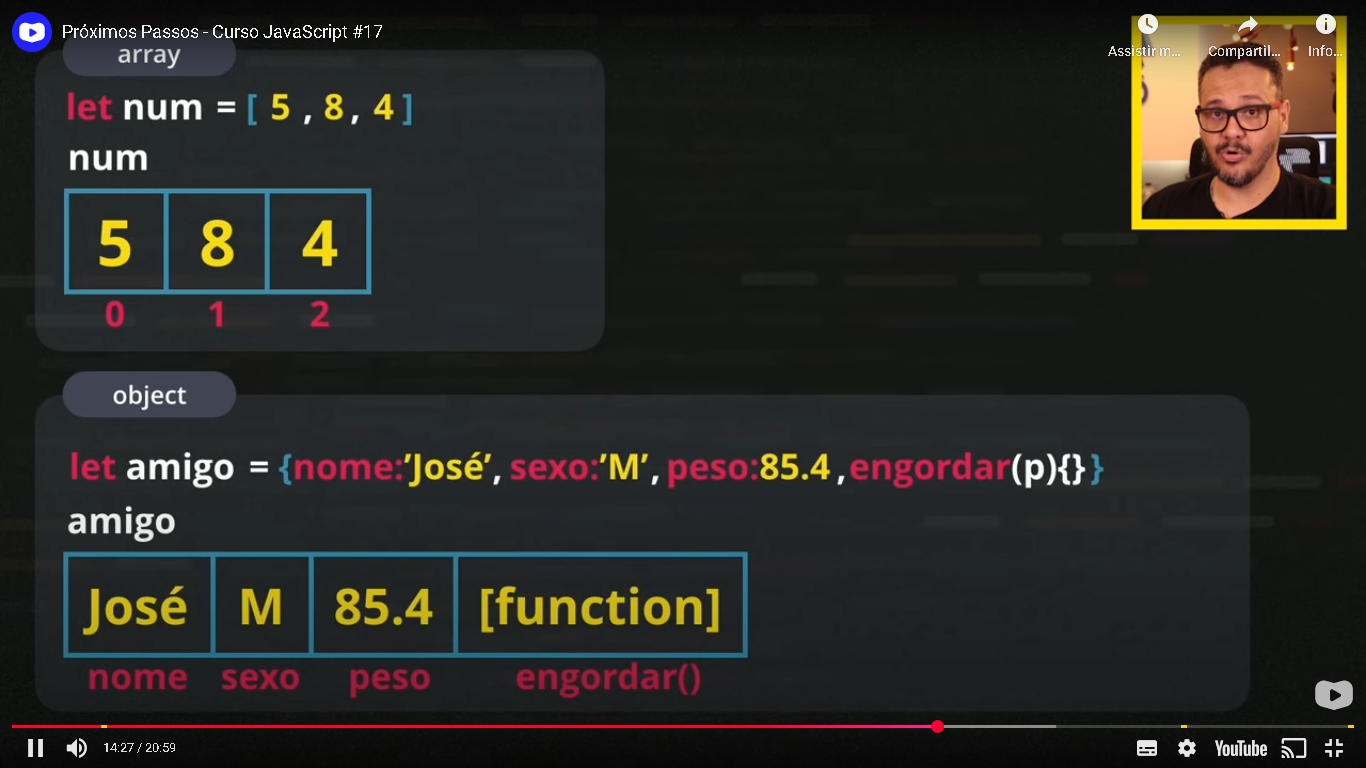 Próximos Passos - Curso JavaScript #17
Assistir m... Compartil... Info...
array
let num = [ 5 , 8 , 4 ]
num
5 8 4
0 1 2
object
let amigo = {nome:’José’, sexo:’M’, peso:85.4 ,engordar(p){}}
amigo
José M 85.4 [function]
nome sexo peso engordar()
14:27 / 20:59
YouTube